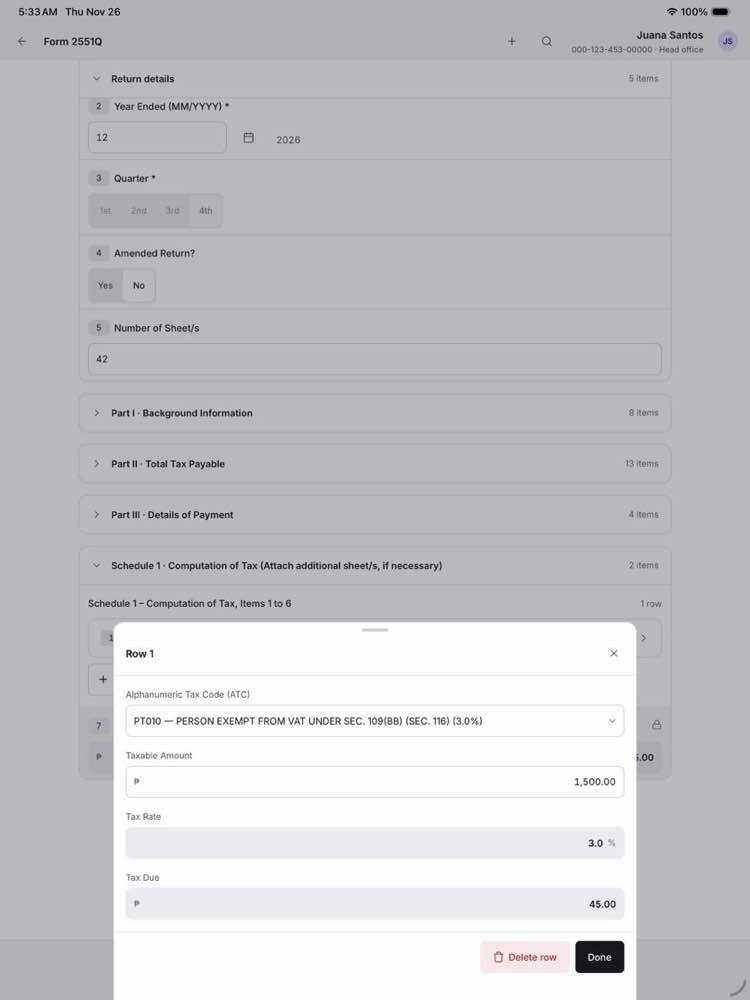 5:33 AM Thu Nov 26
100%
Form 2551Q
Juana Santos
000-123-453-00000 · Head office
JS
Return details
5 items
2 Year Ended (MM/YYYY) *
12
2026
3 Quarter *
1st 2nd 3rd 4th
4 Amended Return?
Yes No
5 Number of Sheet/s
42
Part I · Background Information
8 items
Part II · Total Tax Payable
13 items
Part III · Details of Payment
4 items
Schedule 1 · Computation of Tax (Attach additional sheet/s, if necessary)
2 items
Schedule 1 – Computation of Tax, Items 1 to 6
1 row
1
7
₱
5.00
Row 1
Alphanumeric Tax Code (ATC)
PT010 — PERSON EXEMPT FROM VAT UNDER SEC. 109(BB) (SEC. 116) (3.0%)
Taxable Amount
₱ 1,500.00
Tax Rate
3.0 %
Tax Due
₱ 45.00
Delete row
Done